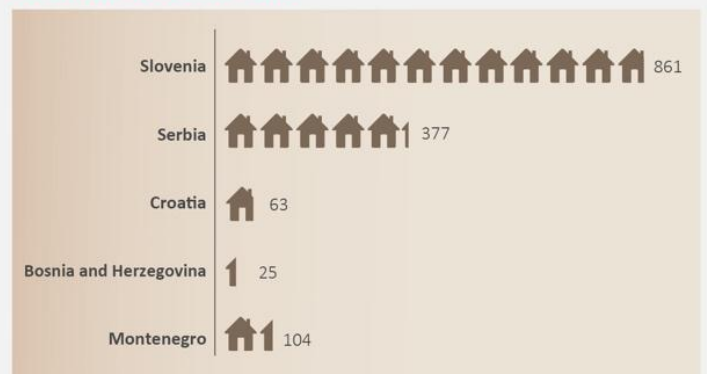 Slovenia 861
Serbia 377
Croatia 63
Bosnia and Herzegovina 25
Montenegro 104